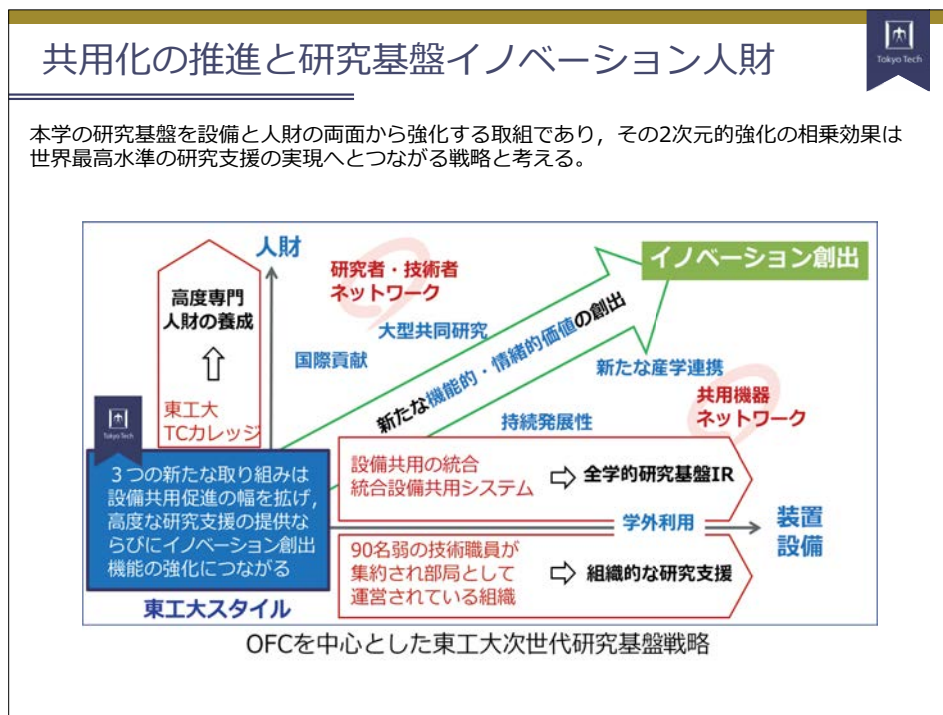 共用化の推進と研究基盤イノベーション人財
Tokyo Tech
本学の研究基盤を設備と人財の両面から強化する取組であり，その2次元的強化の相乗効果は
世界最高水準の研究支援の実現へとつながる戦略と考える。
人財
イノベーション創出
研究者・技術者
ネットワーク
高度専門
人財の養成
大型共同研究
国際貢献
新たな機能的・情緒的価値の創出
新たな産学連携
共用機器
ネットワーク
持続発展性
東工大
TCカレッジ
Tokyo Tech
３つの新たな取り組みは
設備共用促進の幅を拡げ，
高度な研究支援の提供な
らびにイノベーション創出
機能の強化につながる
東工大スタイル
設備共用の統合
統合設備共用システム
全学的研究基盤IR
学外利用
装置
設備
90名弱の技術職員が
集約され部局として
運営されている組織
組織的な研究支援
OFCを中心とした東工大次世代研究基盤戦略